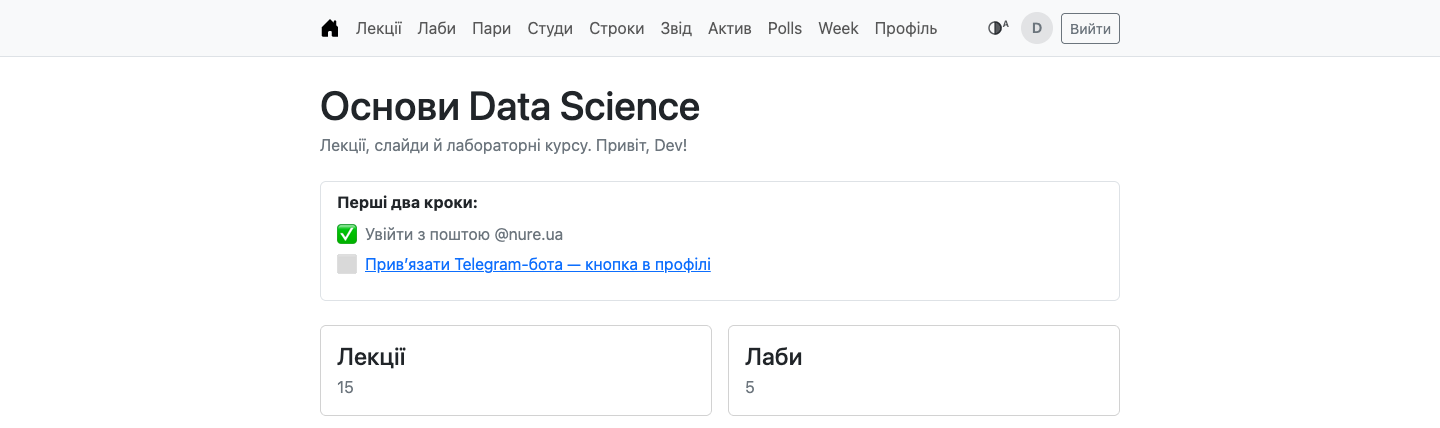 Лекції Лаби Пари Студи Строки Звід Актив Polls Week Профіль A D Вийти
Основи Data Science
Лекції, слайди й лабораторні курсу. Привіт, Dev!
Перші два кроки:
Увійти з поштою @nure.ua
Прив’язати Telegram-бота — кнопка в профілі
Лекції
15
Лаби
5